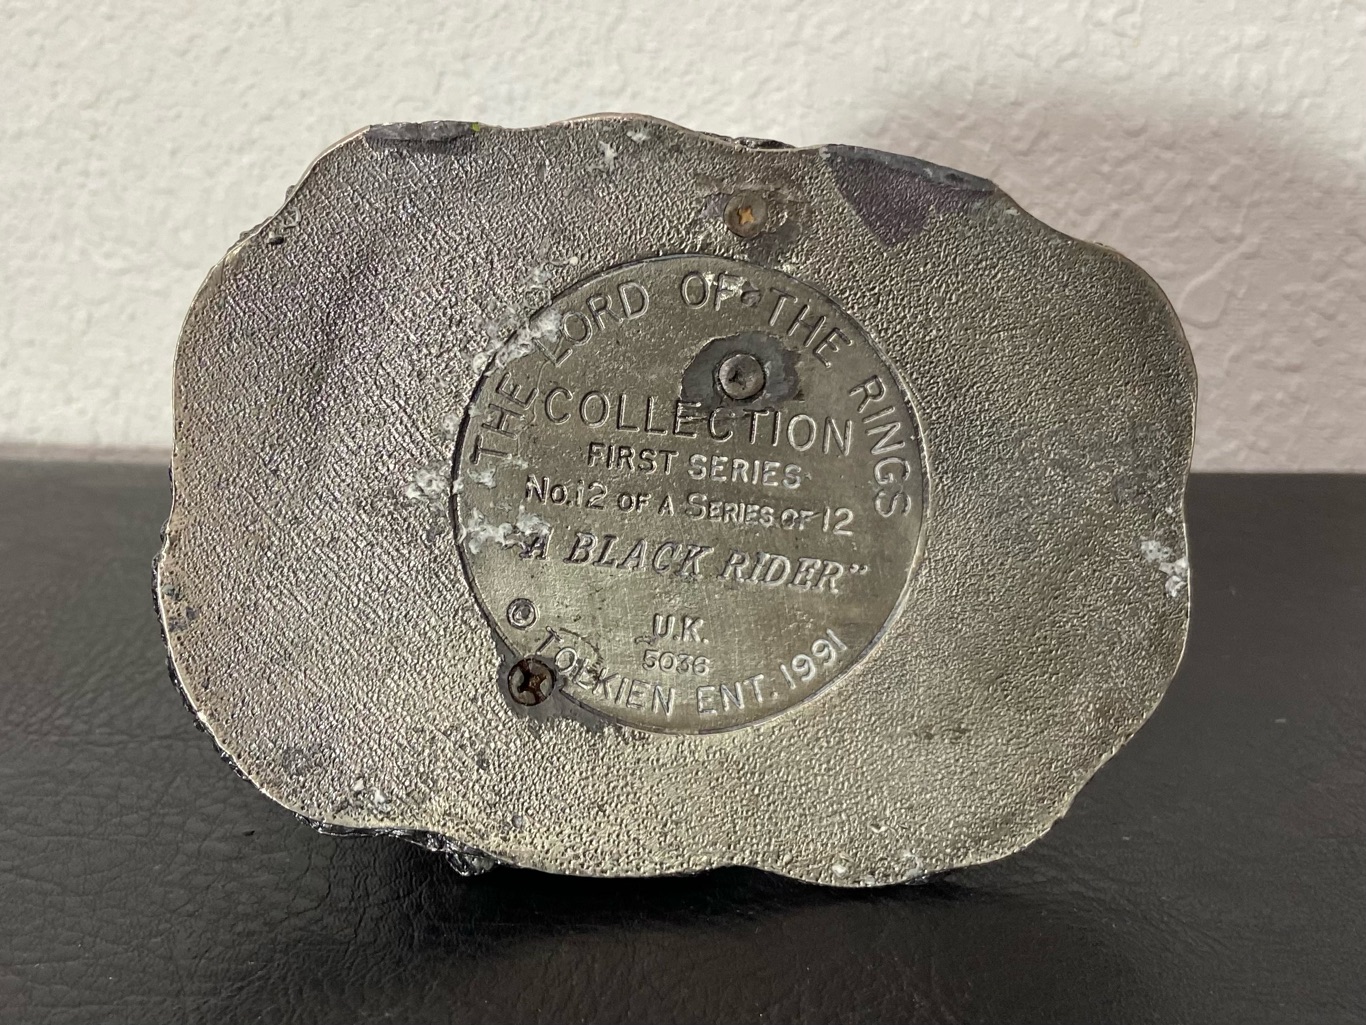 THE LORD OF THE RINGS
COLLECTION
FIRST SERIES
No. 12 OF A SERIES OF 12
"A BLACK RIDER"
U.K.
5036
© TOLKIEN ENT. 1991